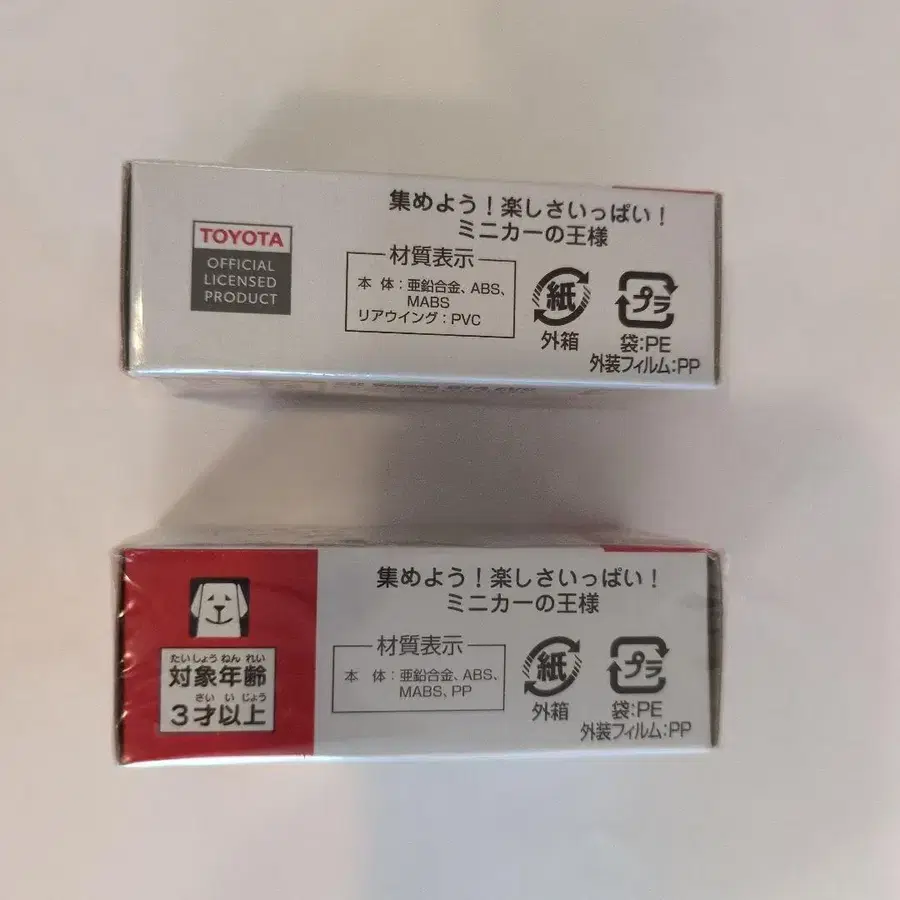 集めよう！楽しさいっぱい！
ミニカーの王様
TOYOTA
OFFICIAL
LICENSED
PRODUCT
材質表示
本 体：亜鉛合金、ABS、
MABS
リアウイング：PVC
紙
外箱
プラ
袋：PE
外装フィルム：PP
集めよう！楽しさいっぱい！
ミニカーの王様
たいしょうねんれい
対象年齢
さいいじょう
3才以上
材質表示
本 体：亜鉛合金、ABS、
MABS、PP
紙
外箱
プラ
袋：PE
外装フィルム：PP